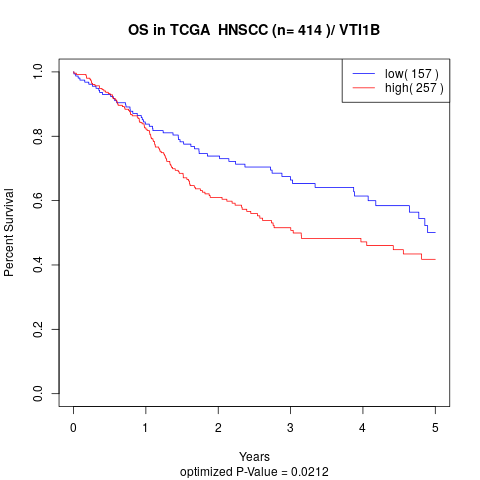 OS in TCGA  HNSCC (n= 414 )/ VTI1B
low( 157 )
high( 257 )
Percent Survival
1.0
0.8
0.6
0.4
0.2
0.0
0 1 2 3 4 5
Years
optimized P-Value = 0.0212